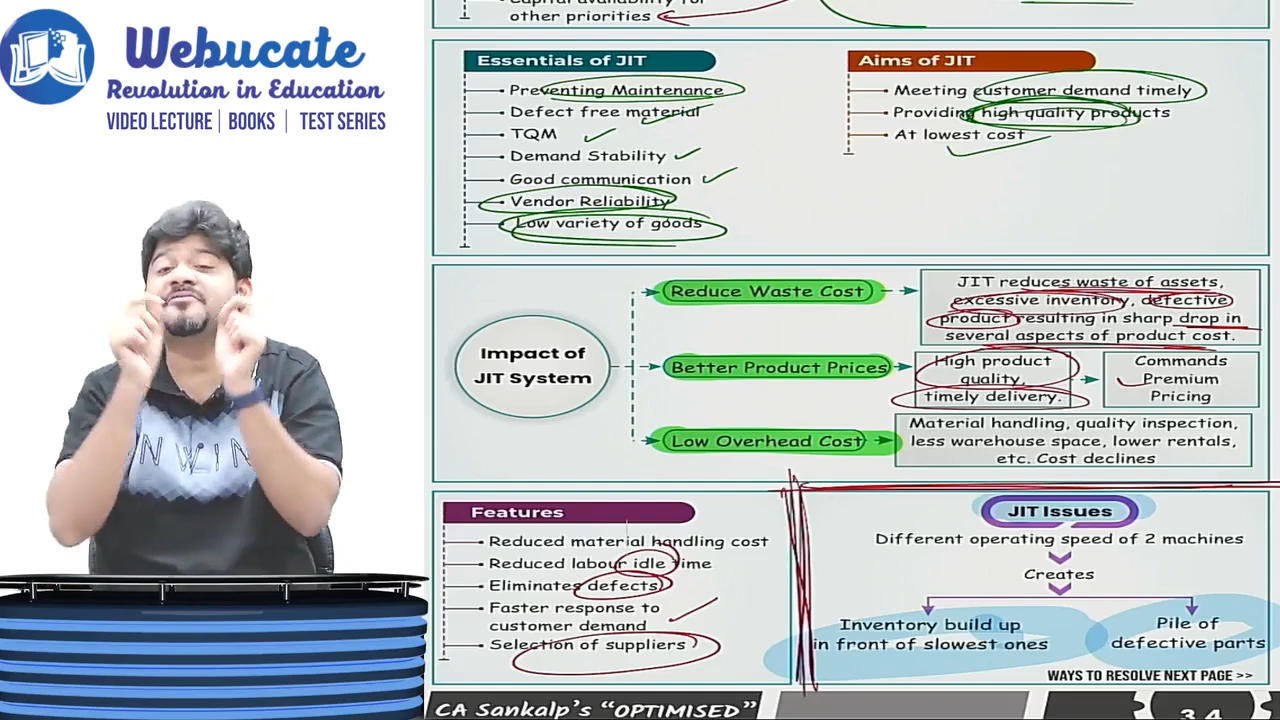 Webucate
Revolution in Education
VIDEO LECTURE | BOOKS | TEST SERIES
other priorities
Essentials of JIT
Preventing Maintenance
Defect free material
TQM
Demand Stability
Good communication
Vendor Reliability
Low variety of goods
Aims of JIT
Meeting customer demand timely
Providing high quality products
At lowest cost
Impact of
JIT System
Reduce Waste Cost
JIT reduces waste of assets,
excessive inventory, defective
product resulting in sharp drop in
several aspects of product cost.
Better Product Prices
High product
quality,
timely delivery.
Commands
Premium
Pricing
Low Overhead Cost
Material handling, quality inspection,
less warehouse space, lower rentals,
etc. Cost declines
Features
Reduced material handling cost
Reduced labour idle time
Eliminates defects
Faster response to
customer demand
Selection of suppliers
JIT Issues
Different operating speed of 2 machines
Creates
Inventory build up
in front of slowest ones
Pile of
defective parts
WAYS TO RESOLVE NEXT PAGE >>
CA Sankalp's "OPTIMISED"
3.4